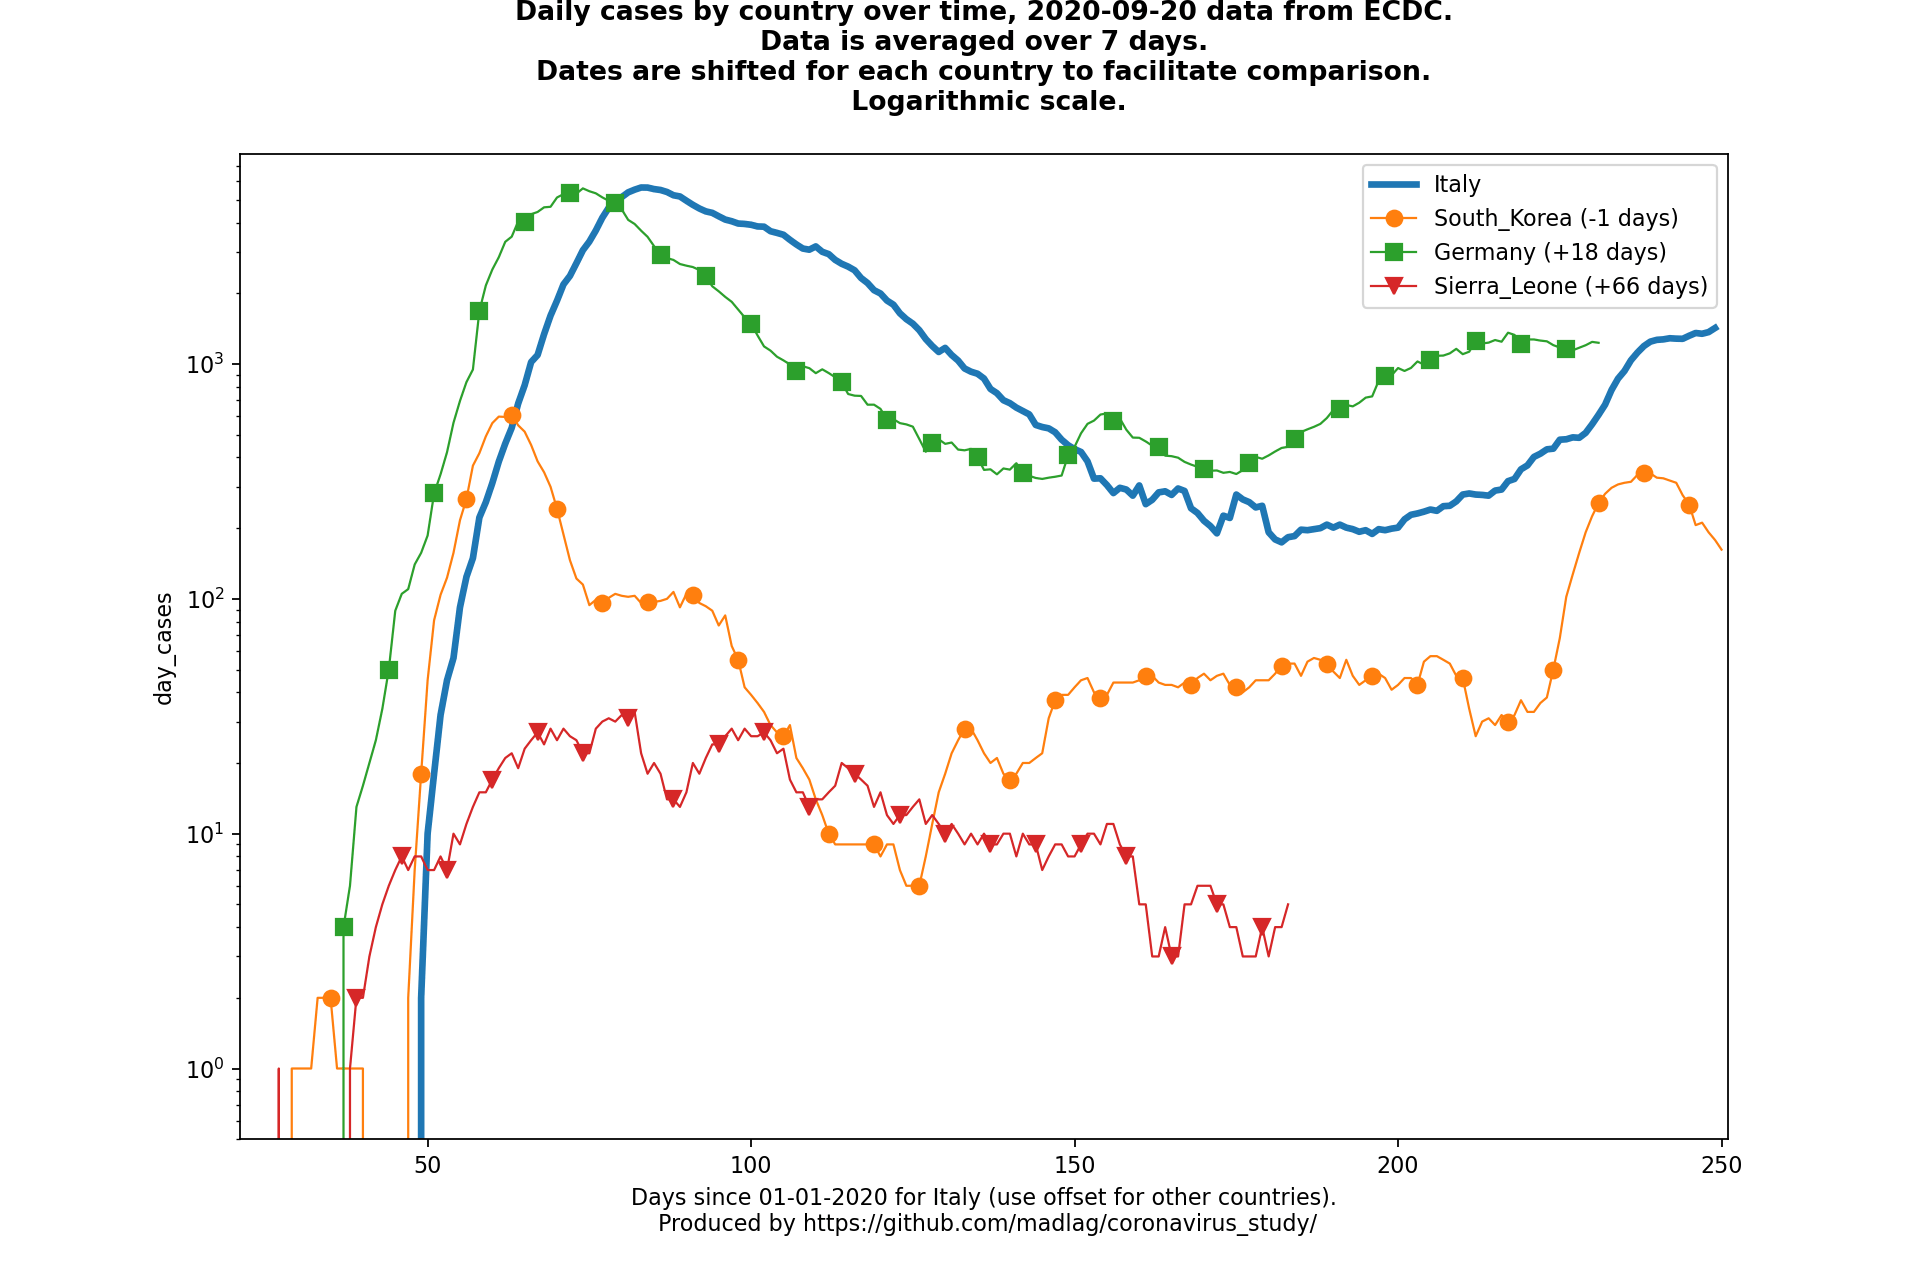 Daily cases by country over time, 2020-09-20 data from ECDC.
Data is averaged over 7 days.
Dates are shifted for each country to facilitate comparison.
Logarithmic scale.
Italy
South_Korea (-1 days)
Germany (+18 days)
Sierra_Leone (+66 days)
day_cases
10³
10²
10¹
10⁰
50 100 150 200 250
Days since 01-01-2020 for Italy (use offset for other countries).
Produced by https://github.com/madlag/coronavirus_study/